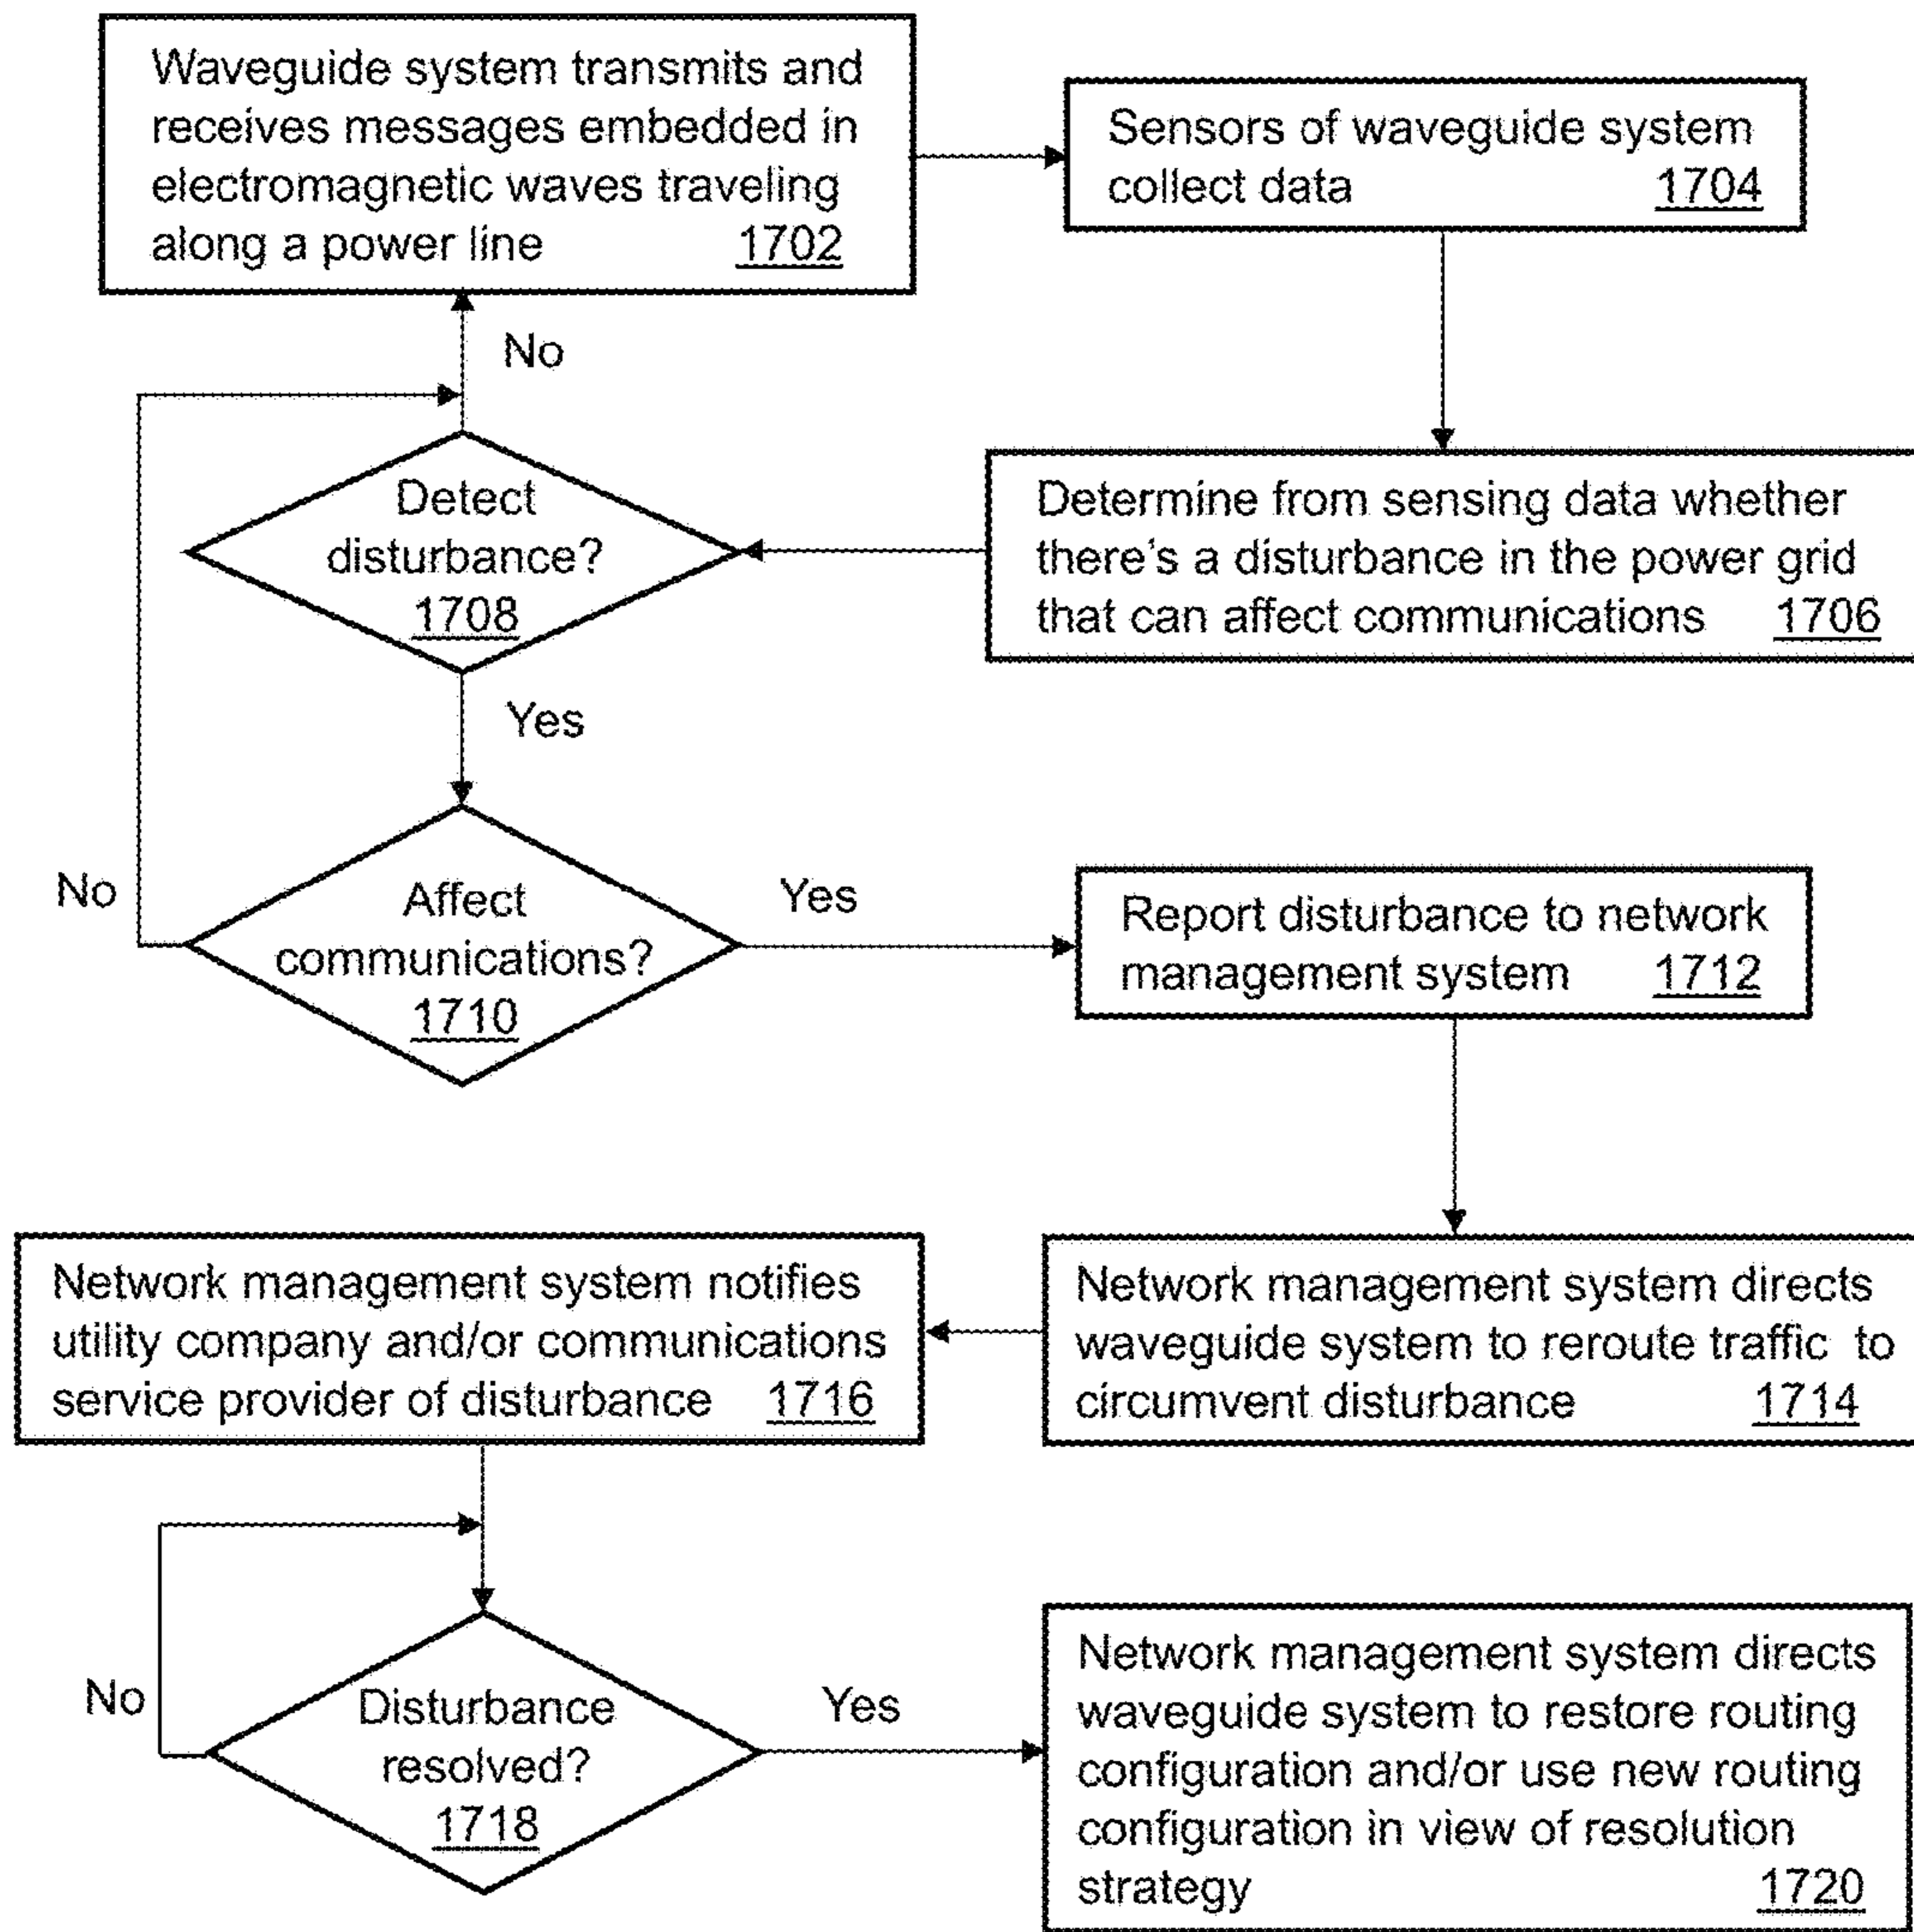 Waveguide system transmits and
receives messages embedded in
electromagnetic waves traveling
along a power line 1702
Sensors of waveguide system
collect data 1704
No
Detect
disturbance?
1708
Determine from sensing data whether
there's a disturbance in the power grid
that can affect communications 1706
Yes
No
Affect
communications?
1710
Yes
Report disturbance to network
management system 1712
Network management system directs
waveguide system to reroute traffic to
circumvent disturbance 1714
Network management system notifies
utility company and/or communications
service provider of disturbance 1716
No
Disturbance
resolved?
1718
Yes
Network management system directs
waveguide system to restore routing
configuration and/or use new routing
configuration in view of resolution
strategy 1720